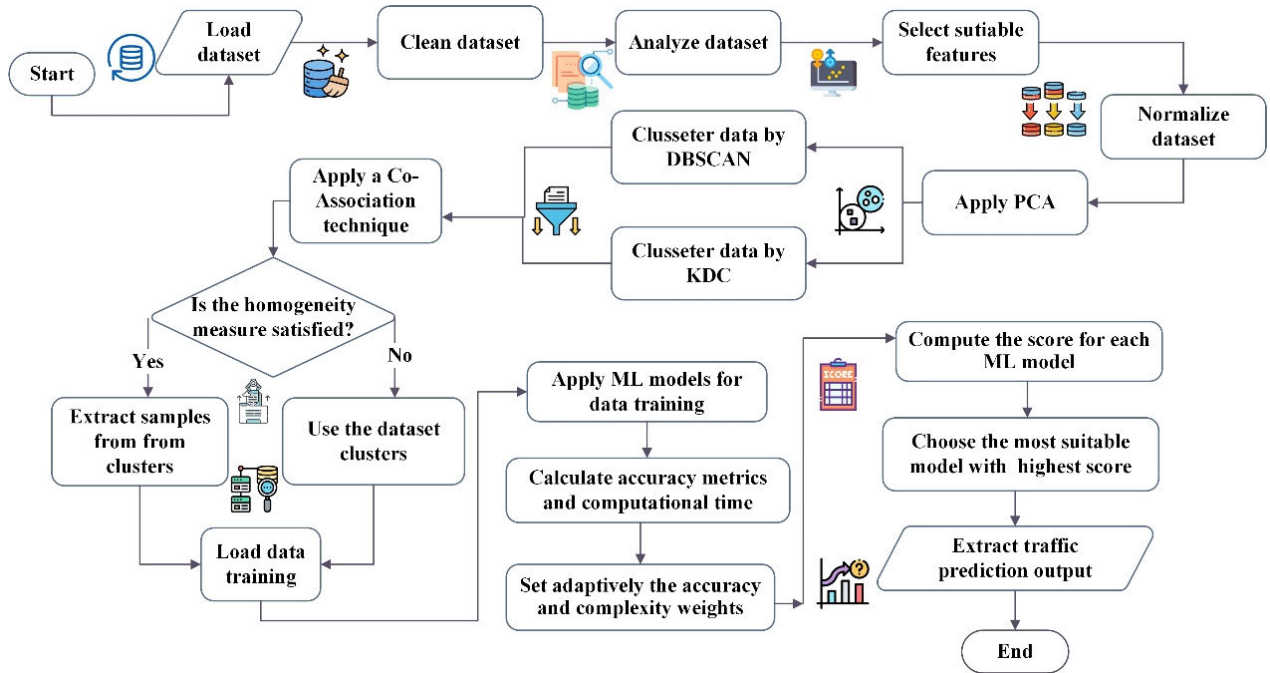 Start
Load
dataset
Clean dataset
Analyze dataset
Select sutiable
features
Normalize
dataset
Apply PCA
Clusseter data by
DBSCAN
Clusseter data by
KDC
Apply a Co-
Association
technique
Is the homogeneity
measure satisfied?
Yes
No
Extract samples
from from
clusters
Use the dataset
clusters
Load data
training
Apply ML models for
data training
Calculate accuracy metrics
and computational time
Set adaptively the accuracy
and complexity weights
SCORE
Compute the score for each
ML model
Choose the most suitable
model with highest score
Extract traffic
prediction output
?
End